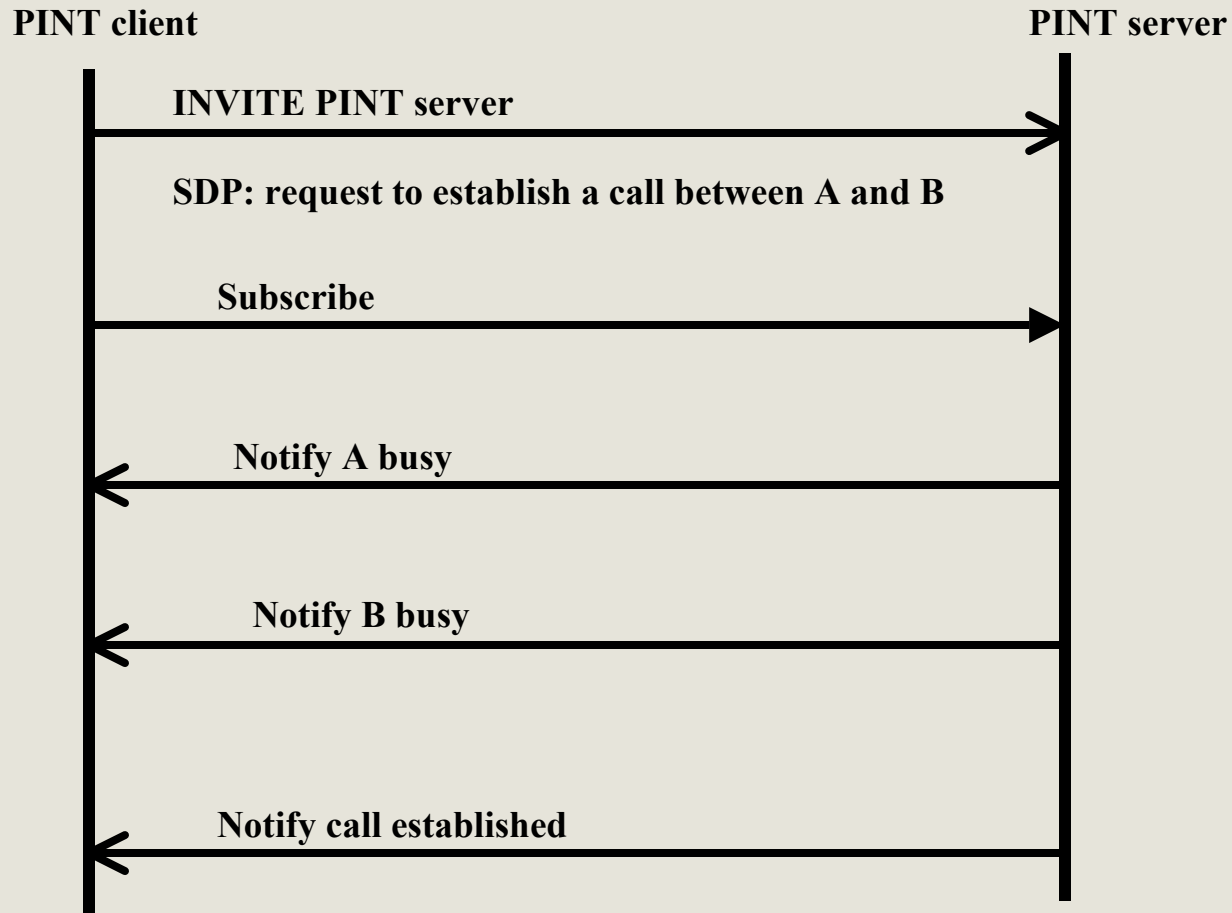 PINT client
PINT server
INVITE PINT server
SDP: request to establish a call between A and B
Subscribe
Notify A busy
Notify B busy
Notify call established